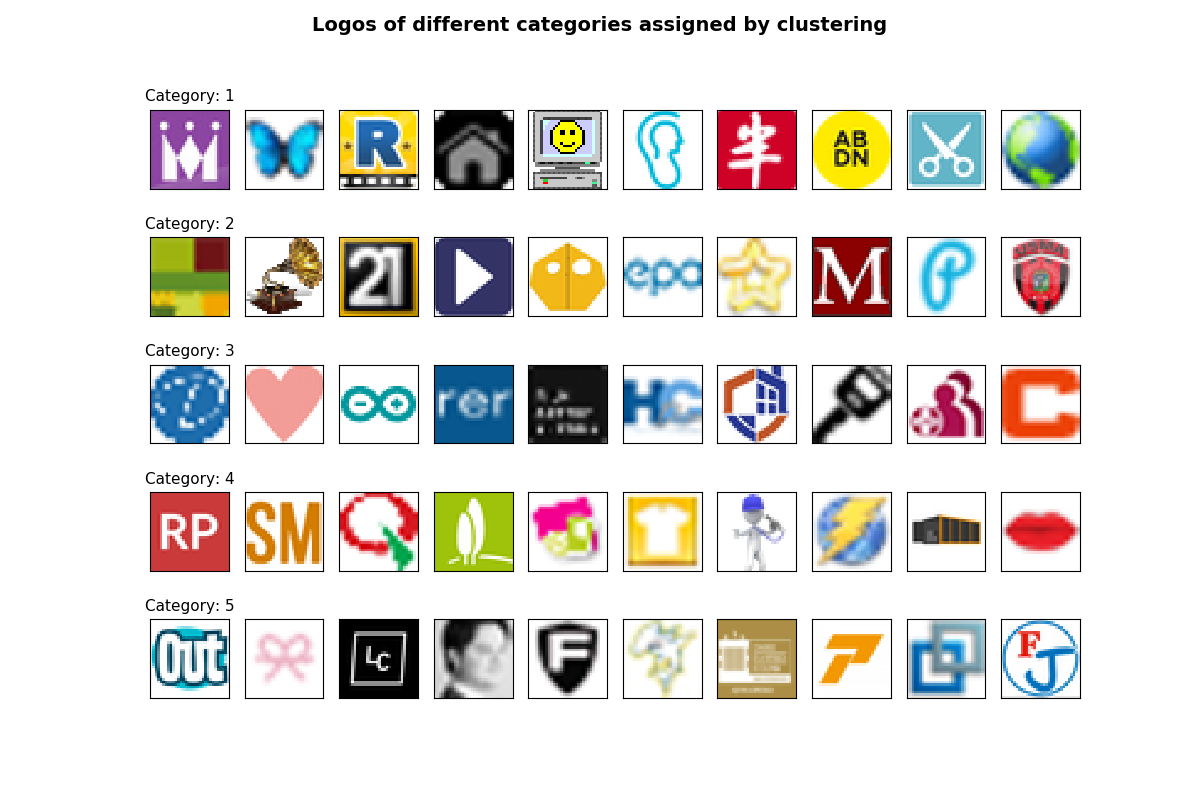 Logos of different categories assigned by clustering
Category: 1
R
半
AB
DN
Category: 2
21
epa
M
P
Category: 3
rer
HC
C
Category: 4
RP
SM
Category: 5
Out
LC
F
F
J